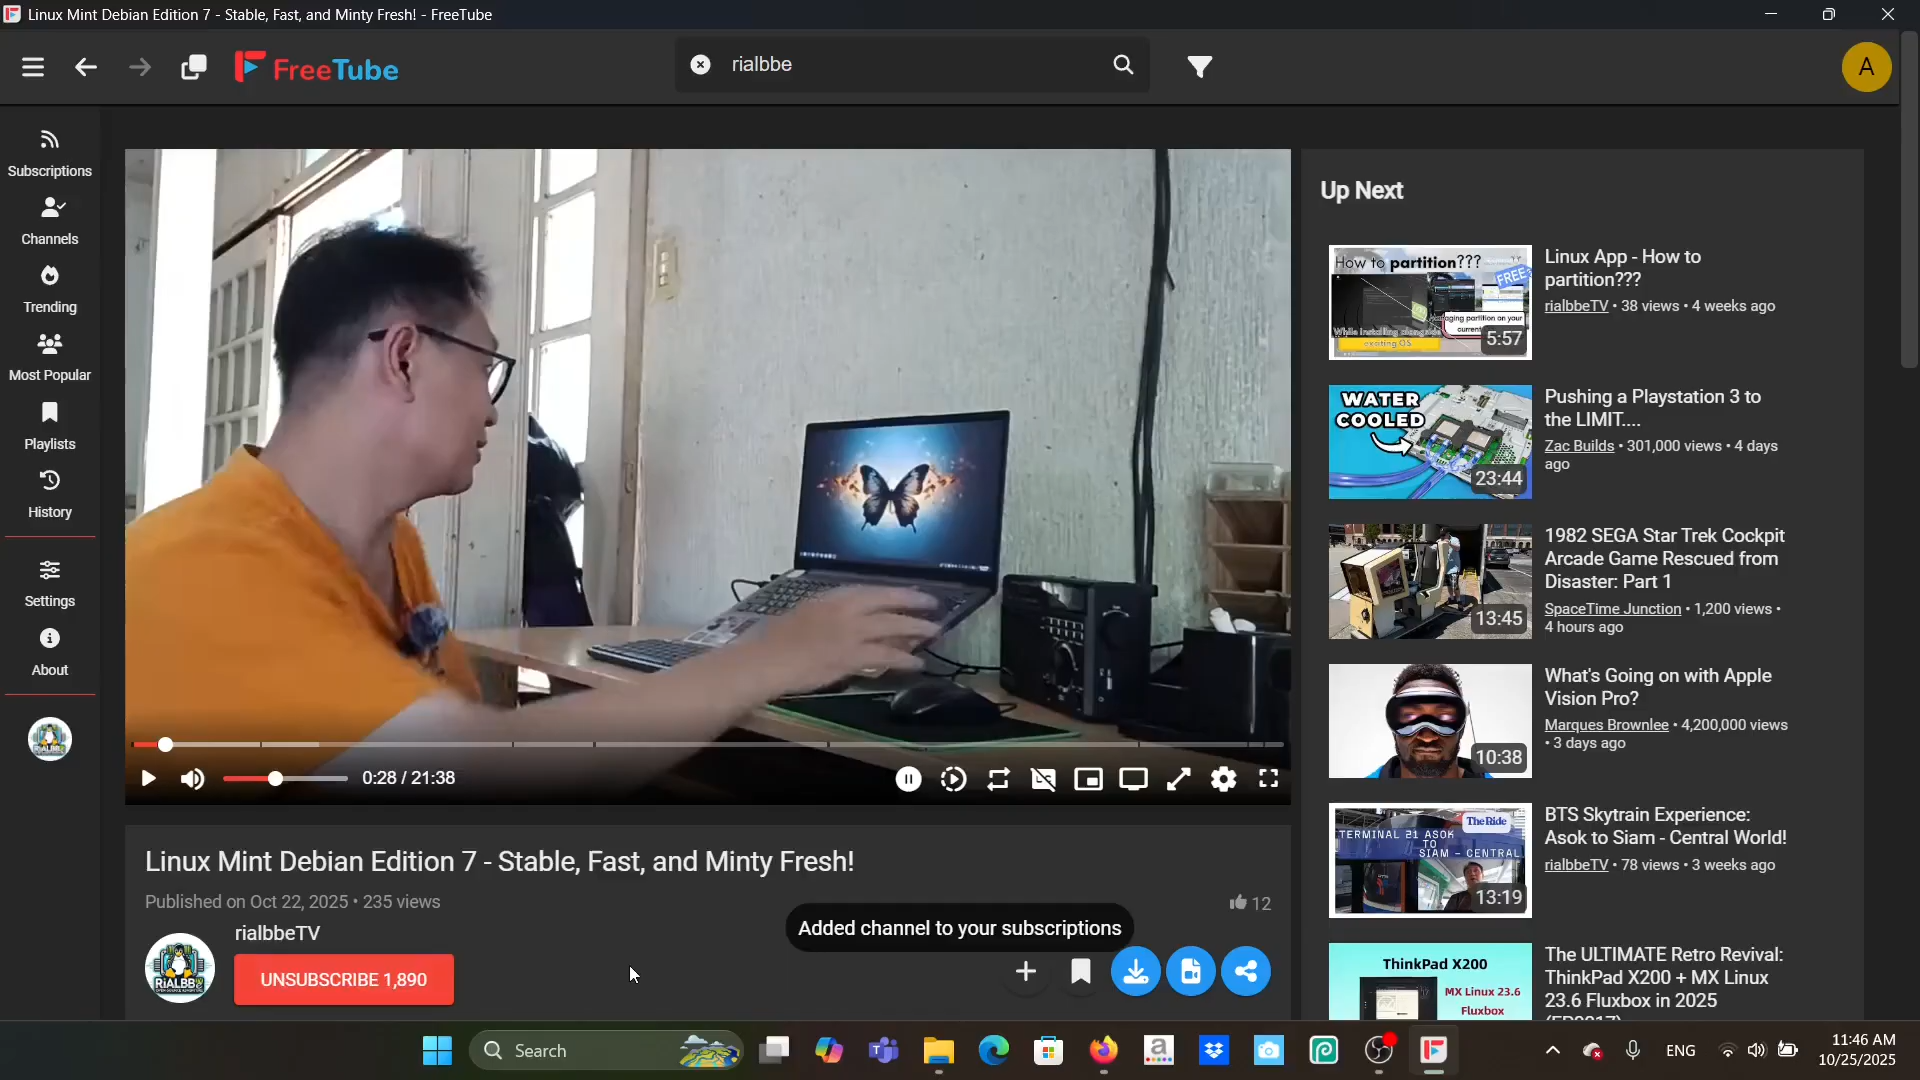 Linux Mint Debian Edition 7 - Stable, Fast, and Minty Fresh! - FreeTube
FreeTube
rialbbe
A
Subscriptions
Channels
Trending
Most Popular
Playlists
History
Settings
About
0:28 / 21:38
Linux Mint Debian Edition 7 - Stable, Fast, and Minty Fresh!
Published on Oct 22, 2025 • 235 views
12
rialbbeTV
UNSUBSCRIBE 1,890
Added channel to your subscriptions
Up Next
How to partition???
FREE
exiting OS
5:57
Linux App - How to
partition???
rialbbeTV • 38 views • 4 weeks ago
WATER
COOLED
23:44
Pushing a Playstation 3 to
the LIMIT....
Zac Builds • 301,000 views • 4 days
ago
13:45
1982 SEGA Star Trek Cockpit
Arcade Game Rescued from
Disaster: Part 1
SpaceTime Junction • 1,200 views •
4 hours ago
10:38
What's Going on with Apple
Vision Pro?
Marques Brownlee • 4,200,000 views
• 3 days ago
The Ride
TERMINAL 21 ASOK
TO
SIAM - CENTRAL
13:19
BTS Skytrain Experience:
Asok to Siam - Central World!
rialbbeTV • 78 views • 3 weeks ago
ThinkPad X200
MX Linux 23.6
Fluxbox
The ULTIMATE Retro Revival:
ThinkPad X200 + MX Linux
23.6 Fluxbox in 2025
Search
ENG
11:46 AM
10/25/2025